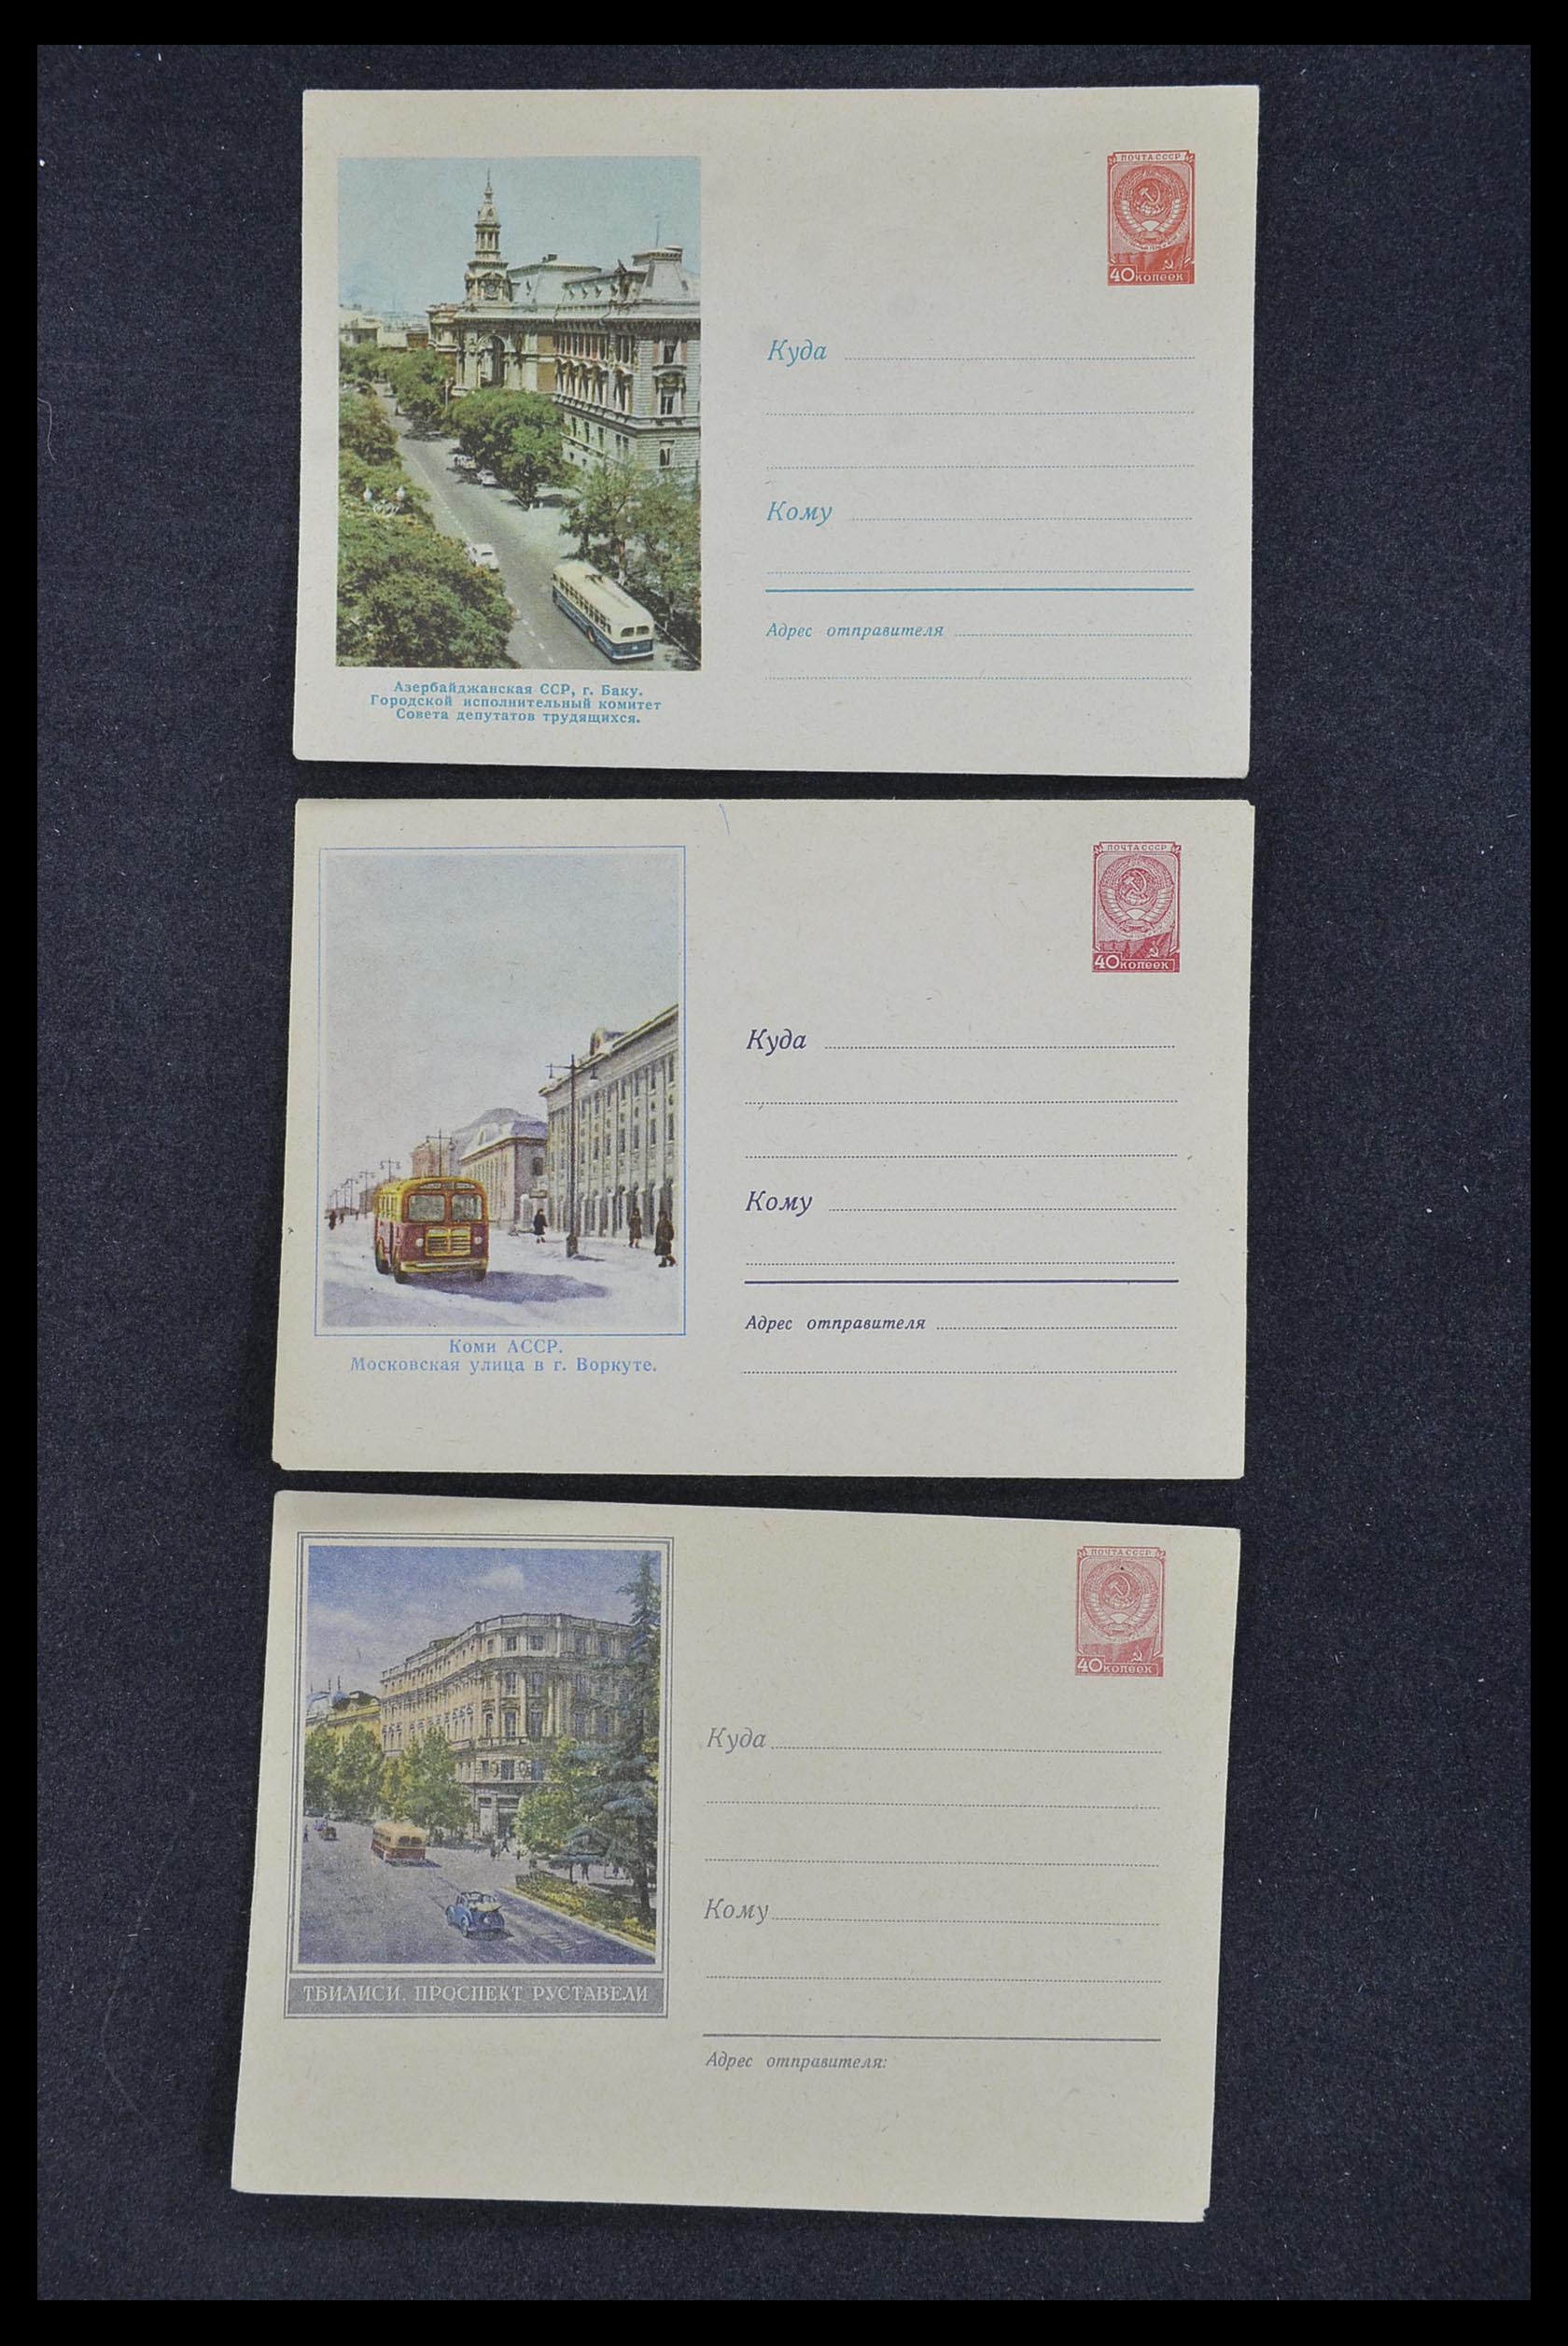 ПОЧТА СССР
40 копеек
Куда
Кому
Адрес отправителя
Азербайджанская ССР, г. Баку.
Городской исполнительный комитет
Совета депутатов трудящихся.
ПОЧТА СССР
40 копеек
Куда
Кому
Адрес отправителя
Коми АССР.
Московская улица в г. Воркуте.
ПОЧТА СССР
40 копеек
Куда
Кому
ТБИЛИСИ. ПРОСПЕКТ РУСТАВЕЛИ
Адрес отправителя: